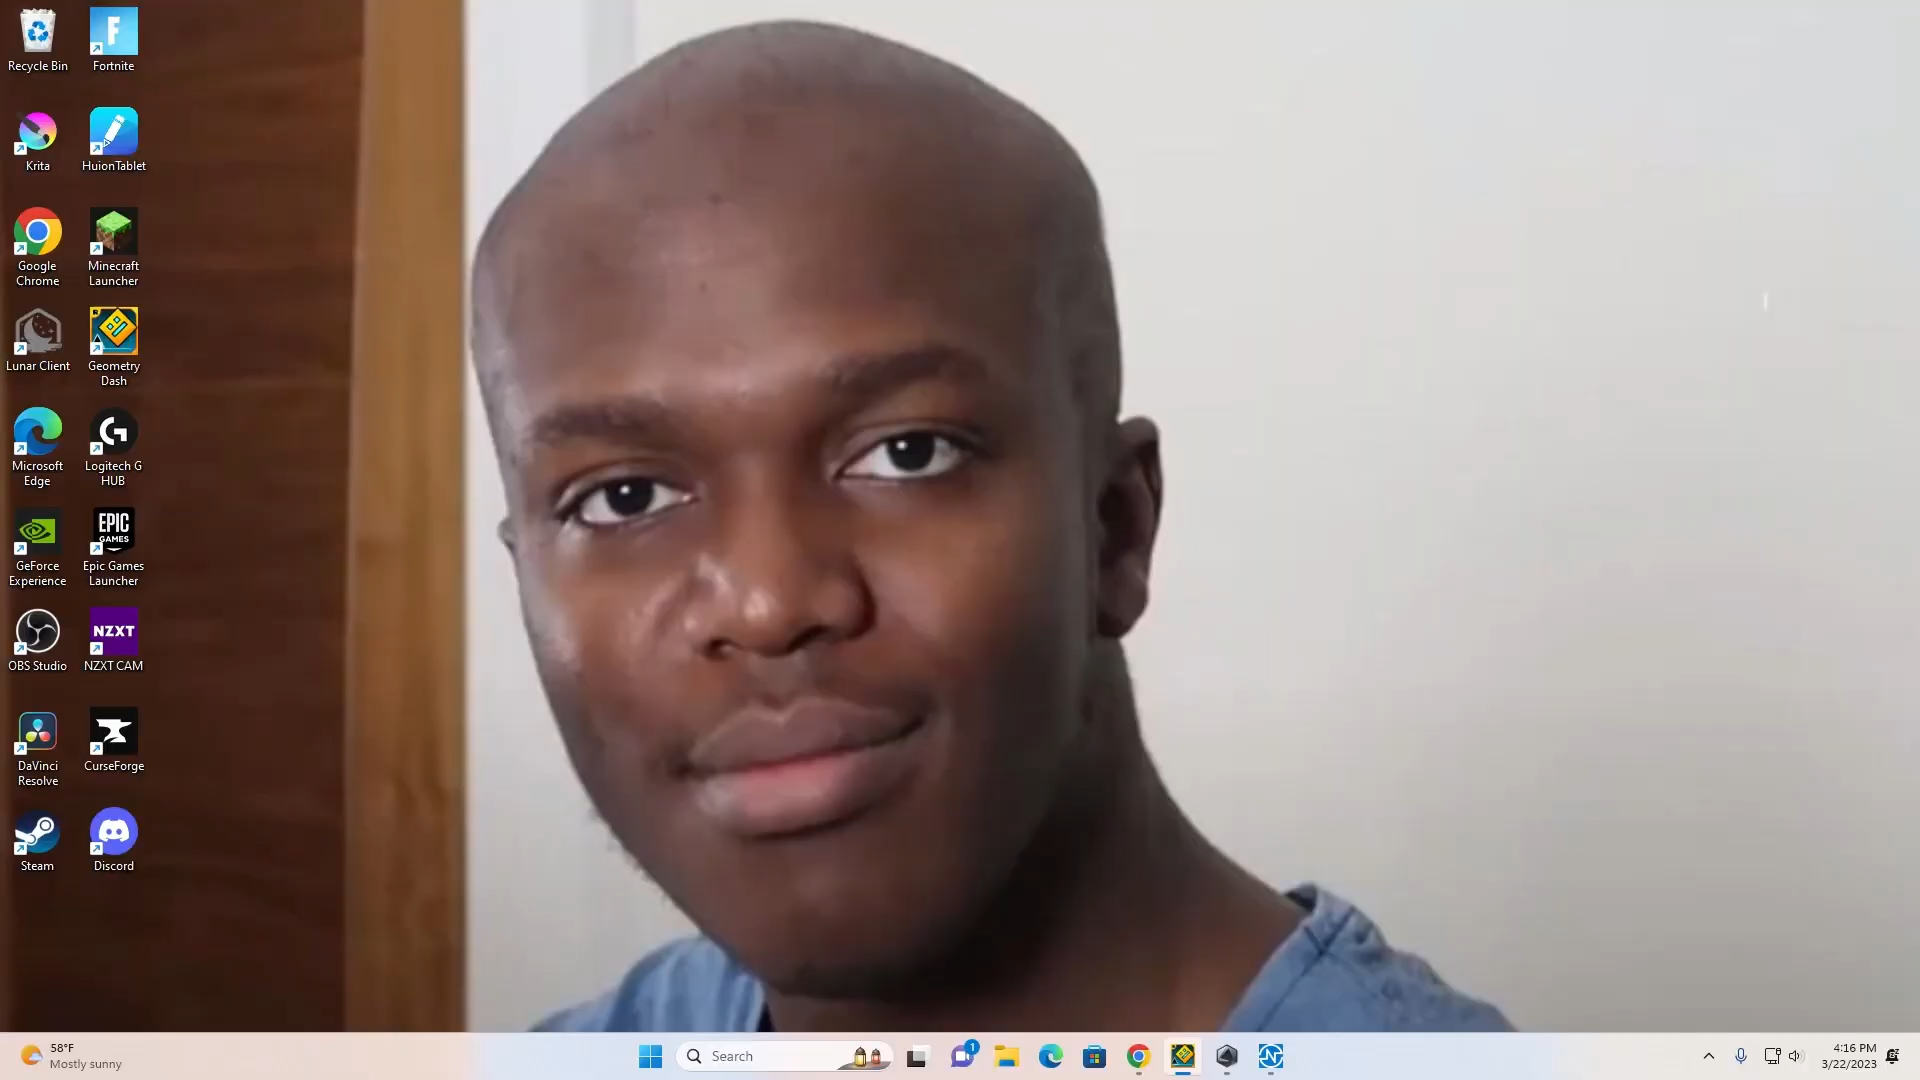 Recycle Bin
Fortnite
Krita
HuionTablet
Google
Chrome
Minecraft
Launcher
Lunar Client
Geometry
Dash
Microsoft
Edge
Logitech G
HUB
GeForce
Experience
EPIC
GAMES
Epic Games
Launcher
OBS Studio
NZXT
NZXT CAM
DaVinci
Resolve
CurseForge
Steam
Discord
58°F
Mostly sunny
Search
1
4:16 PM
3/22/2023